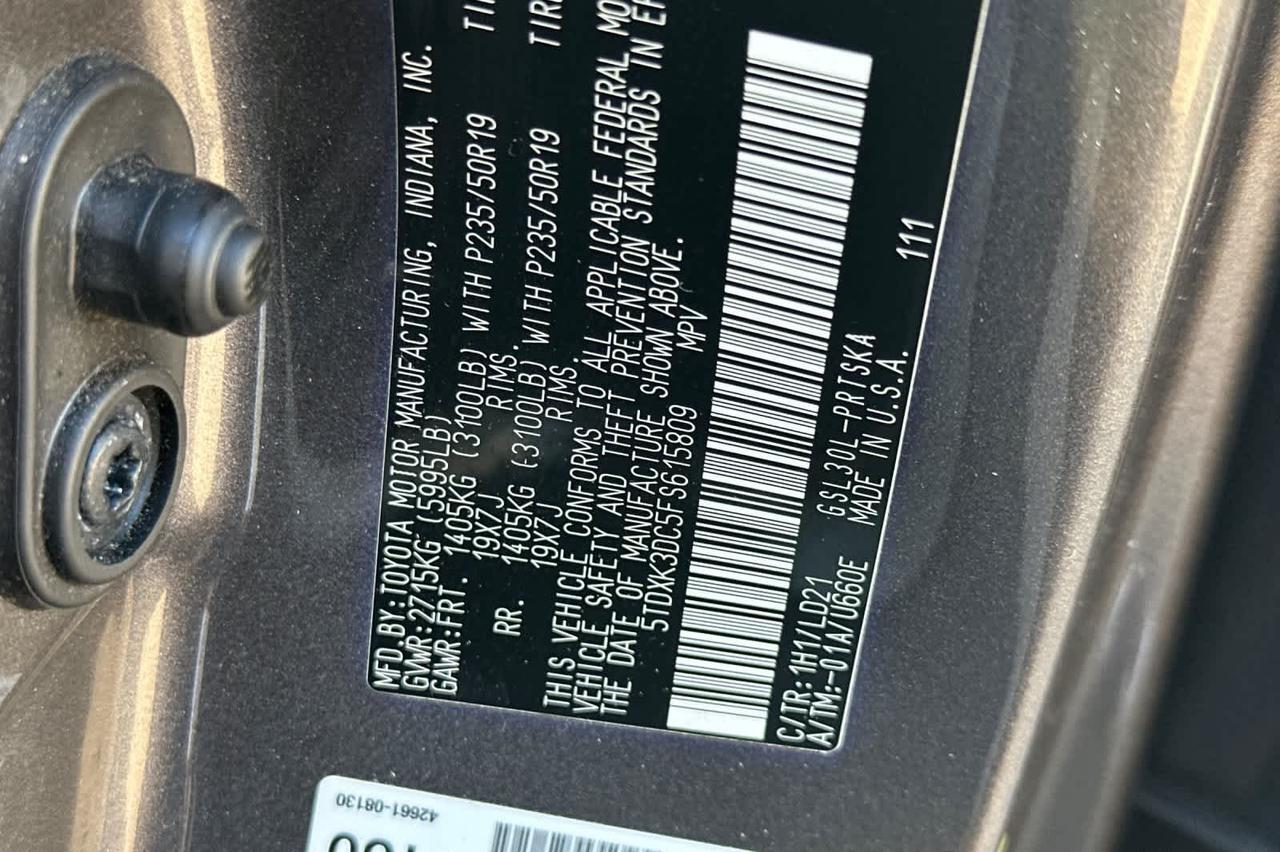 MFD.BY:TOYOTA MOTOR MANUFACTURING, INDIANA, INC.
GVWR:2715KG(5995LB)
GAWR:FRT. 1405KG(3100LB) WITH P235/50R19
19X7J RIMS.
RR. 1405KG(3100LB) WITH P235/50R19
19X7J RIMS.
THIS VEHICLE CONFORMS TO ALL APPLICABLE FEDERAL
VEHICLE SAFETY AND THEFT PREVENTION STANDARDS IN
THE DATE OF MANUFACTURE SHOWN ABOVE.
5TDXK3DC5FS615809 MPV
C/TR:1H1/LD21 GSL30L-PRTSKA 111
A/TM:-01A/U660E MADE IN U.S.A.
42661-08130